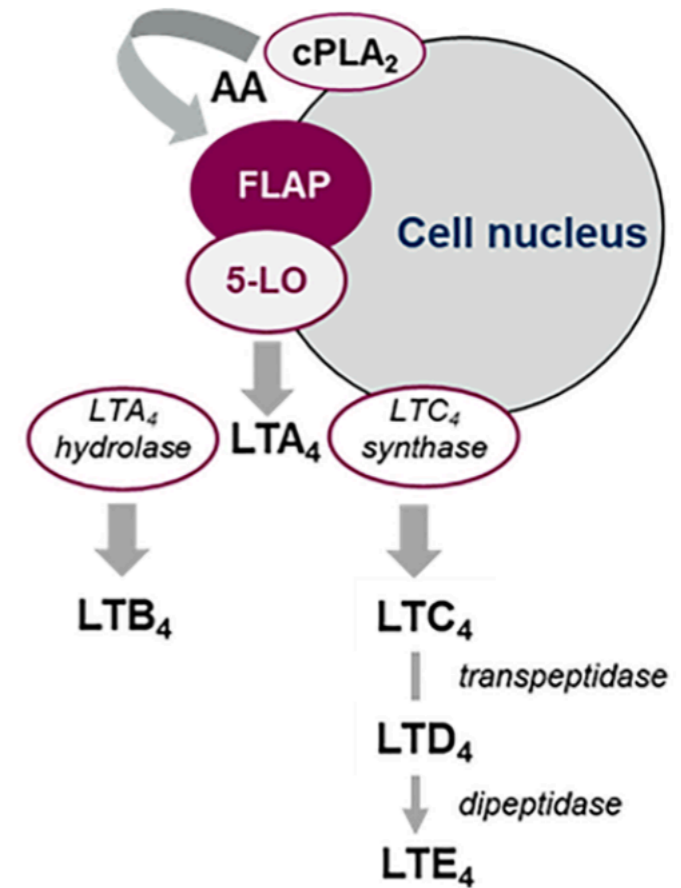 cPLA₂
AA
FLAP
Cell nucleus
5-LO
LTA₄
hydrolase
LTA₄
LTC₄
synthase
LTB₄
LTC₄
transpeptidase
LTD₄
dipeptidase
LTE₄